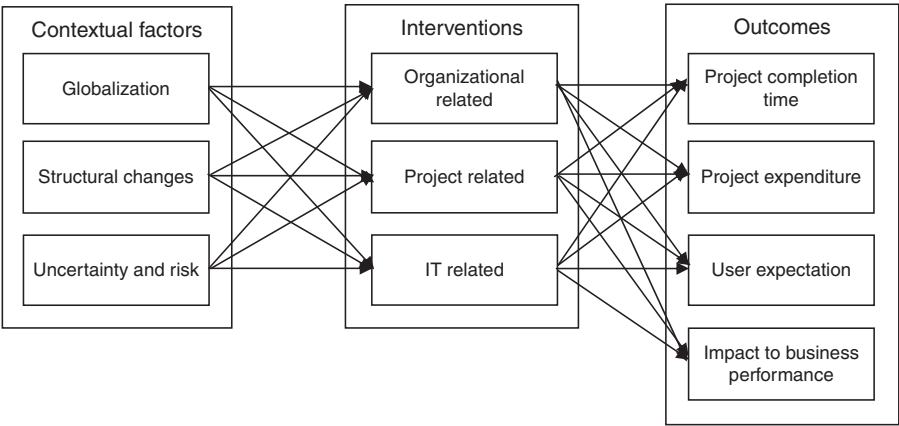 Contextual factors
Globalization
Structural changes
Uncertainty and risk
Interventions
Organizational
related
Project related
IT related
Outcomes
Project completion
time
Project expenditure
User expectation
Impact to business
performance